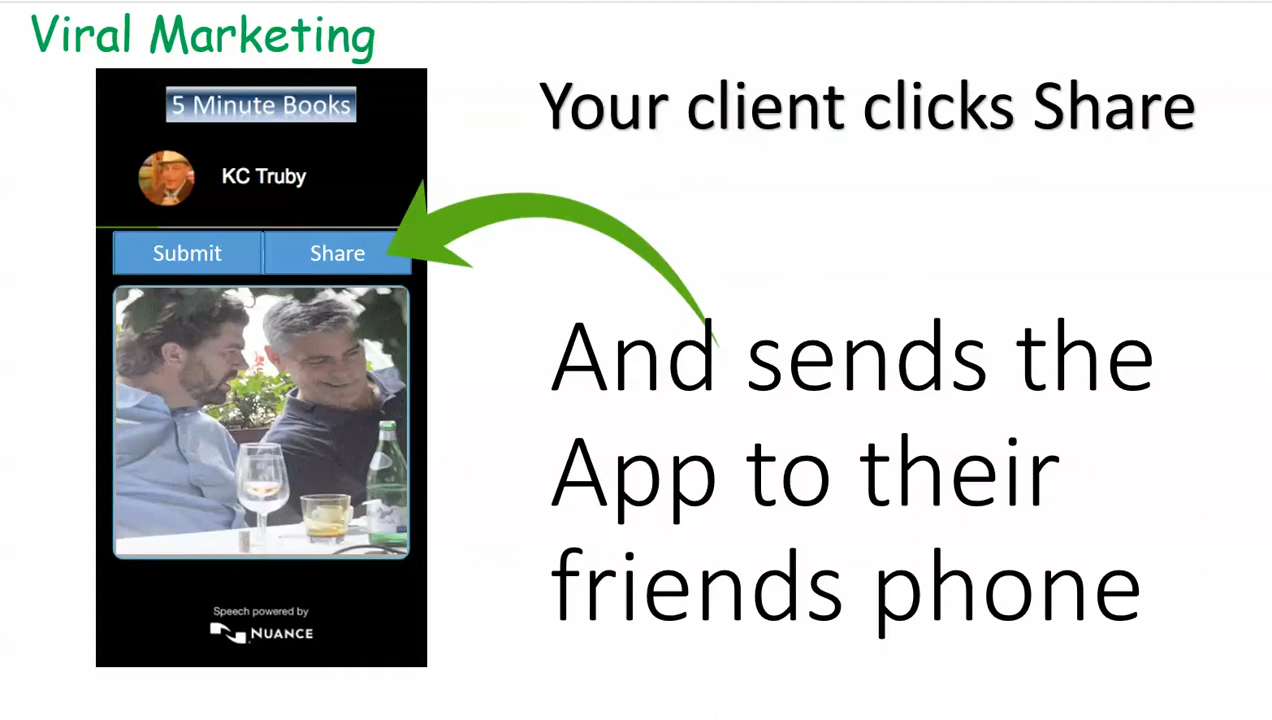 Viral Marketing
5 Minute Books
KC Truby
Submit
Share
Speech powered by
NUANCE
Your client clicks Share
And sends the
App to their
friends phone